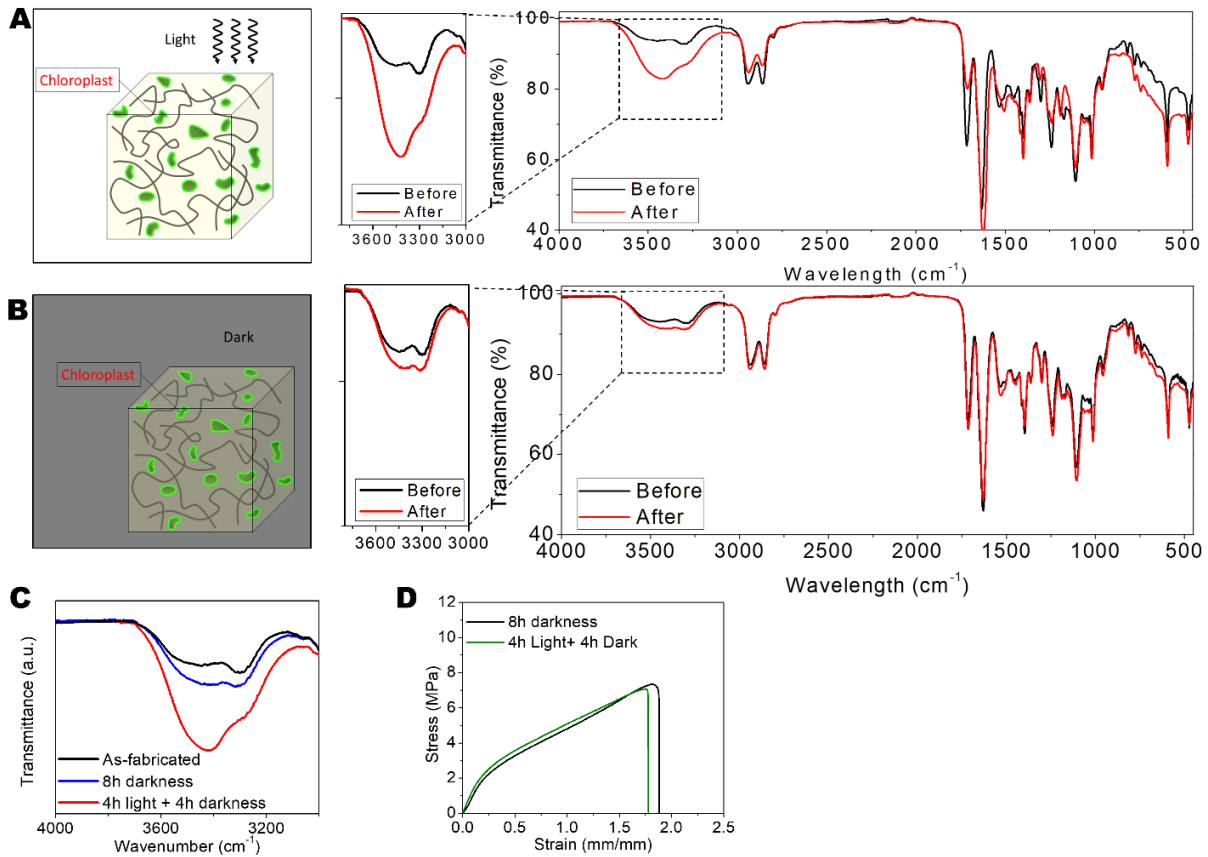 A
Light
Chloroplast
Before
After
3600 3300 3000
Transmittance (%)
100
80
60
40
Before
After
4000 3500 3000 2500 2000 1500 1000 500
Wavelength (cm-1)
B
Dark
Chloroplast
Before
After
3600 3300 3000
Transmittance (%)
100
80
60
40
Before
After
4000 3500 3000 2500 2000 1500 1000 500
Wavelength (cm-1)
C
Transmittance (a.u.)
As-fabricated
8h darkness
4h light + 4h darkness
4000 3600 3200
Wavenumber (cm-1)
D
Stress (MPa)
12
10
8
6
4
2
0
8h darkness
4h Light+ 4h Dark
0.0 0.5 1.0 1.5 2.0 2.5
Strain (mm/mm)